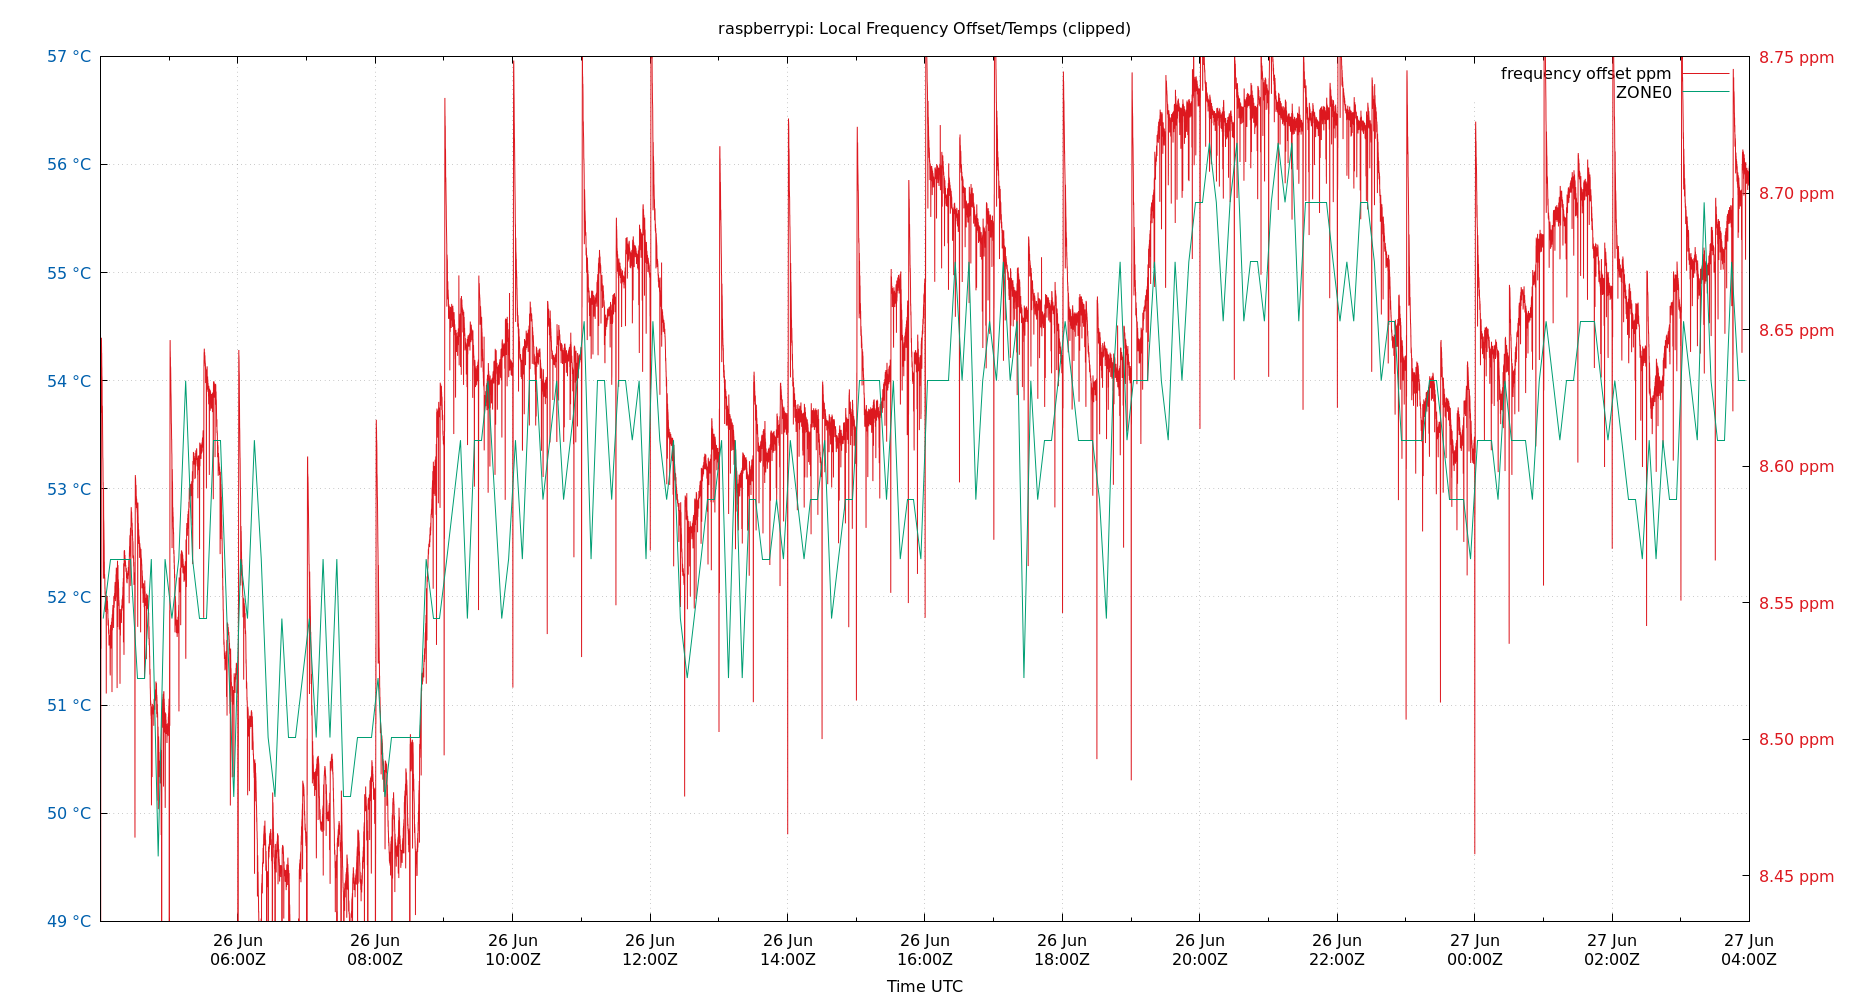 raspberrypi: Local Frequency Offset/Temps (clipped)
57 °C
56 °C
55 °C
54 °C
53 °C
52 °C
51 °C
50 °C
49 °C
8.75 ppm
8.70 ppm
8.65 ppm
8.60 ppm
8.55 ppm
8.50 ppm
8.45 ppm
frequency offset ppm
ZONE0
26 Jun 26 Jun 26 Jun 26 Jun 26 Jun 26 Jun 26 Jun 26 Jun 26 Jun 27 Jun 27 Jun 27 Jun
06:00Z 08:00Z 10:00Z 12:00Z 14:00Z 16:00Z 18:00Z 20:00Z 22:00Z 00:00Z 02:00Z 04:00Z
Time UTC